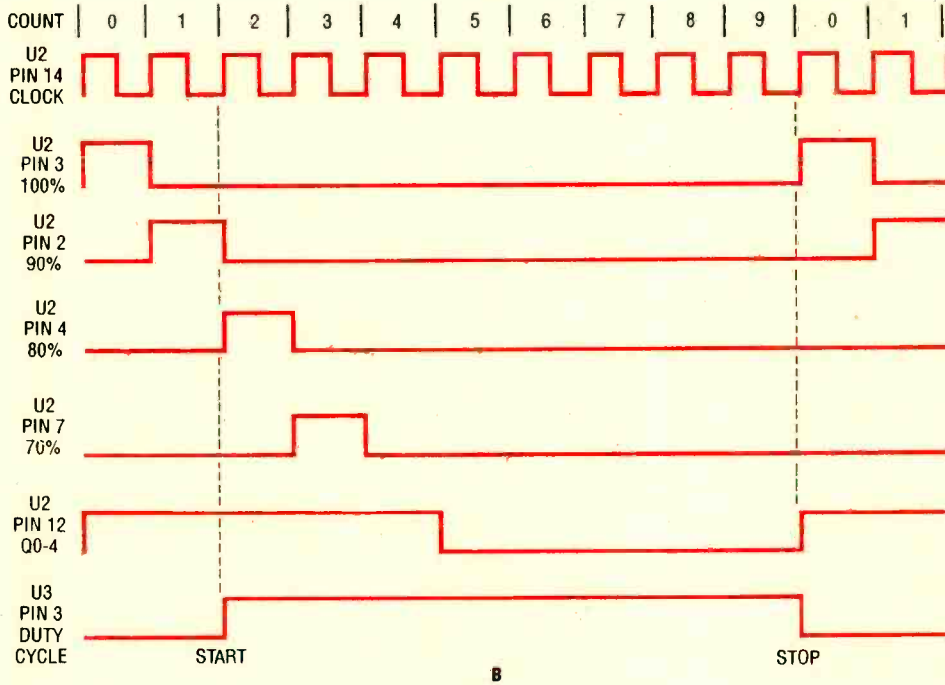 COUNT 0 1 2 3 4 5 6 7 8 9 0 1
U2
PIN 14
CLOCK
U2
PIN 3
100%
U2
PIN 2
90%
U2
PIN 4
80%
U2
PIN 7
70%
U2
PIN 12
Q0-4
U3
PIN 3
DUTY
CYCLE
START
STOP
B